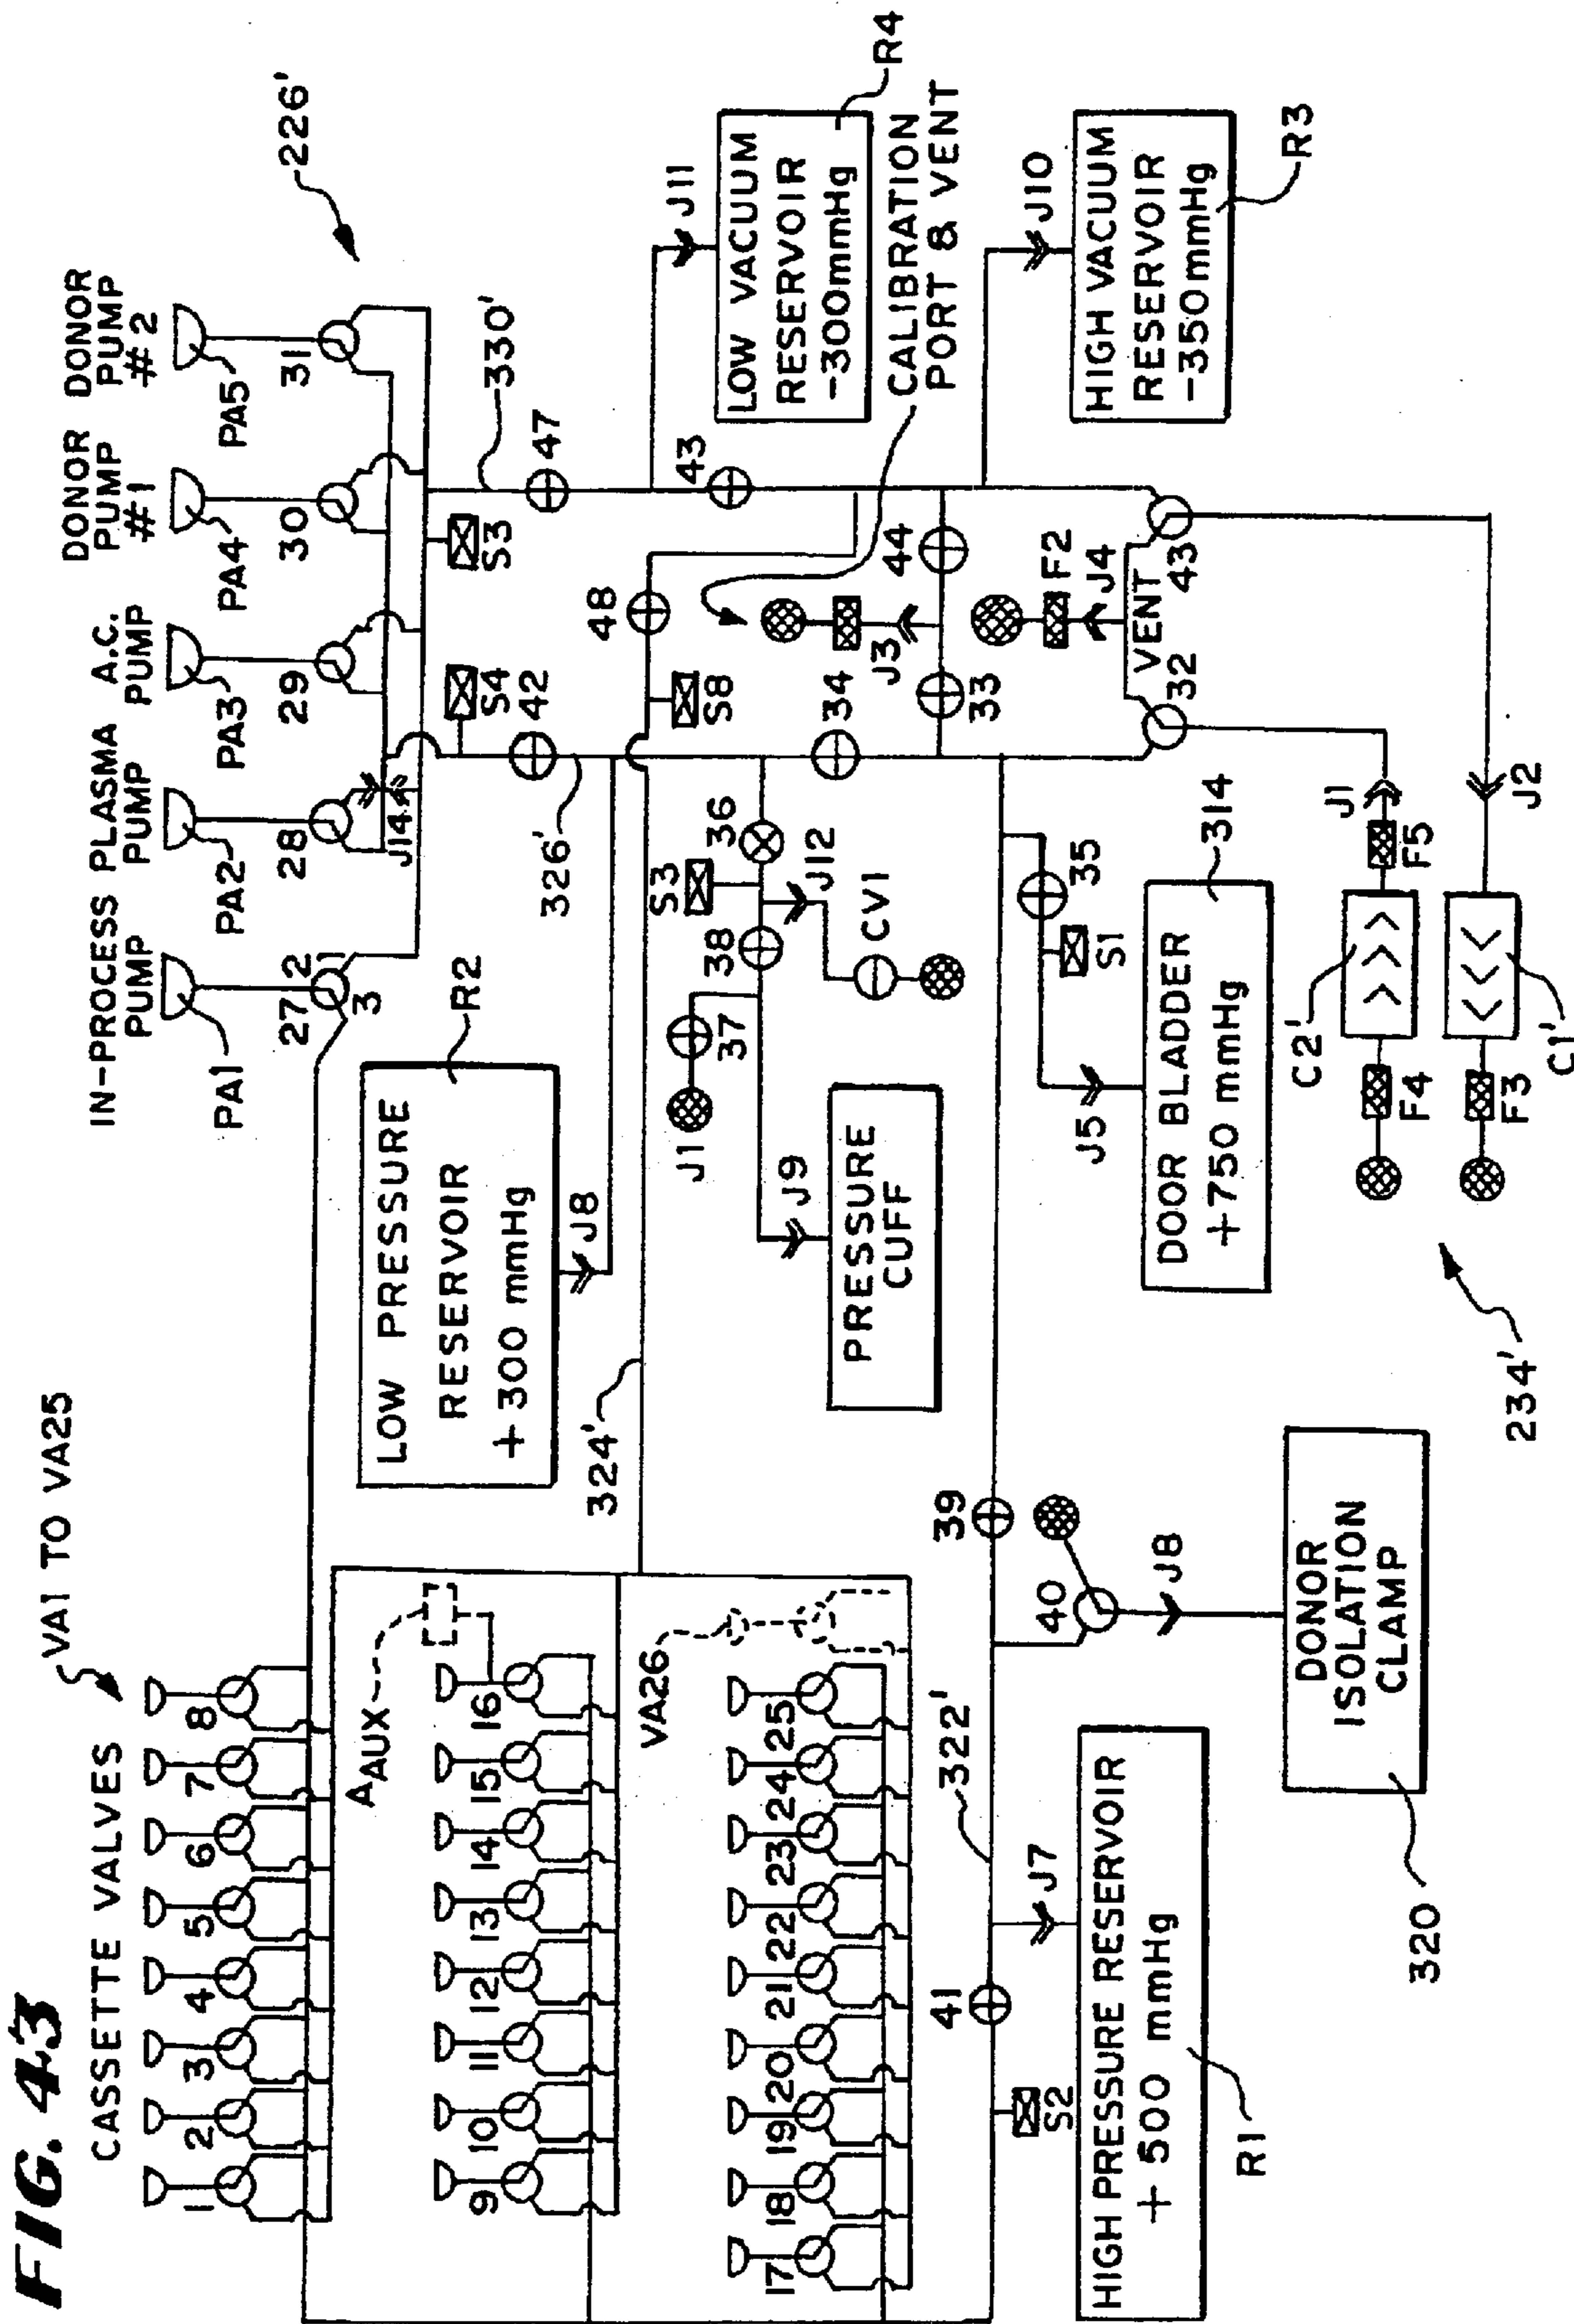 FIG. 43
CASSETTE VALVES
VA1 TO VA25
1
2
3
4
5
6
7
8
9
10
11
12
13
14
15
16
AAUX
17
18
19
20
21
22
23
24
25
VA26
IN-PROCESS
PUMP
PLASMA
PUMP
A.C.
PUMP
DONOR
PUMP
#1
DONOR
PUMP
#2
PA1
PA2
PA3
PA4
PA5
27
2
1
3
28
J14
29
30
31
226'
LOW PRESSURE
RESERVOIR
+300 mmHg
R2
J8
324'
326'
S4
42
S3
330'
47
48
S8
43
J11
LOW VACUUM
RESERVOIR
-300mmHg
R4
CALIBRATION
PORT & VENT
J1
37
38
S3
36
J12
CV1
34
J3
33
44
J9
PRESSURE
CUFF
F2
J4
VENT
32
43
J10
HIGH VACUUM
RESERVOIR
-350mmHg
R3
322'
41
S2
J7
HIGH PRESSURE RESERVOIR
+500 mmHg
R1
39
40
J8
DONOR
ISOLATION
CLAMP
320
35
S1
J5
DOOR BLADDER
+750 mmHg
314
C2'
F4
F5
J1
F3
C1'
J2
234'